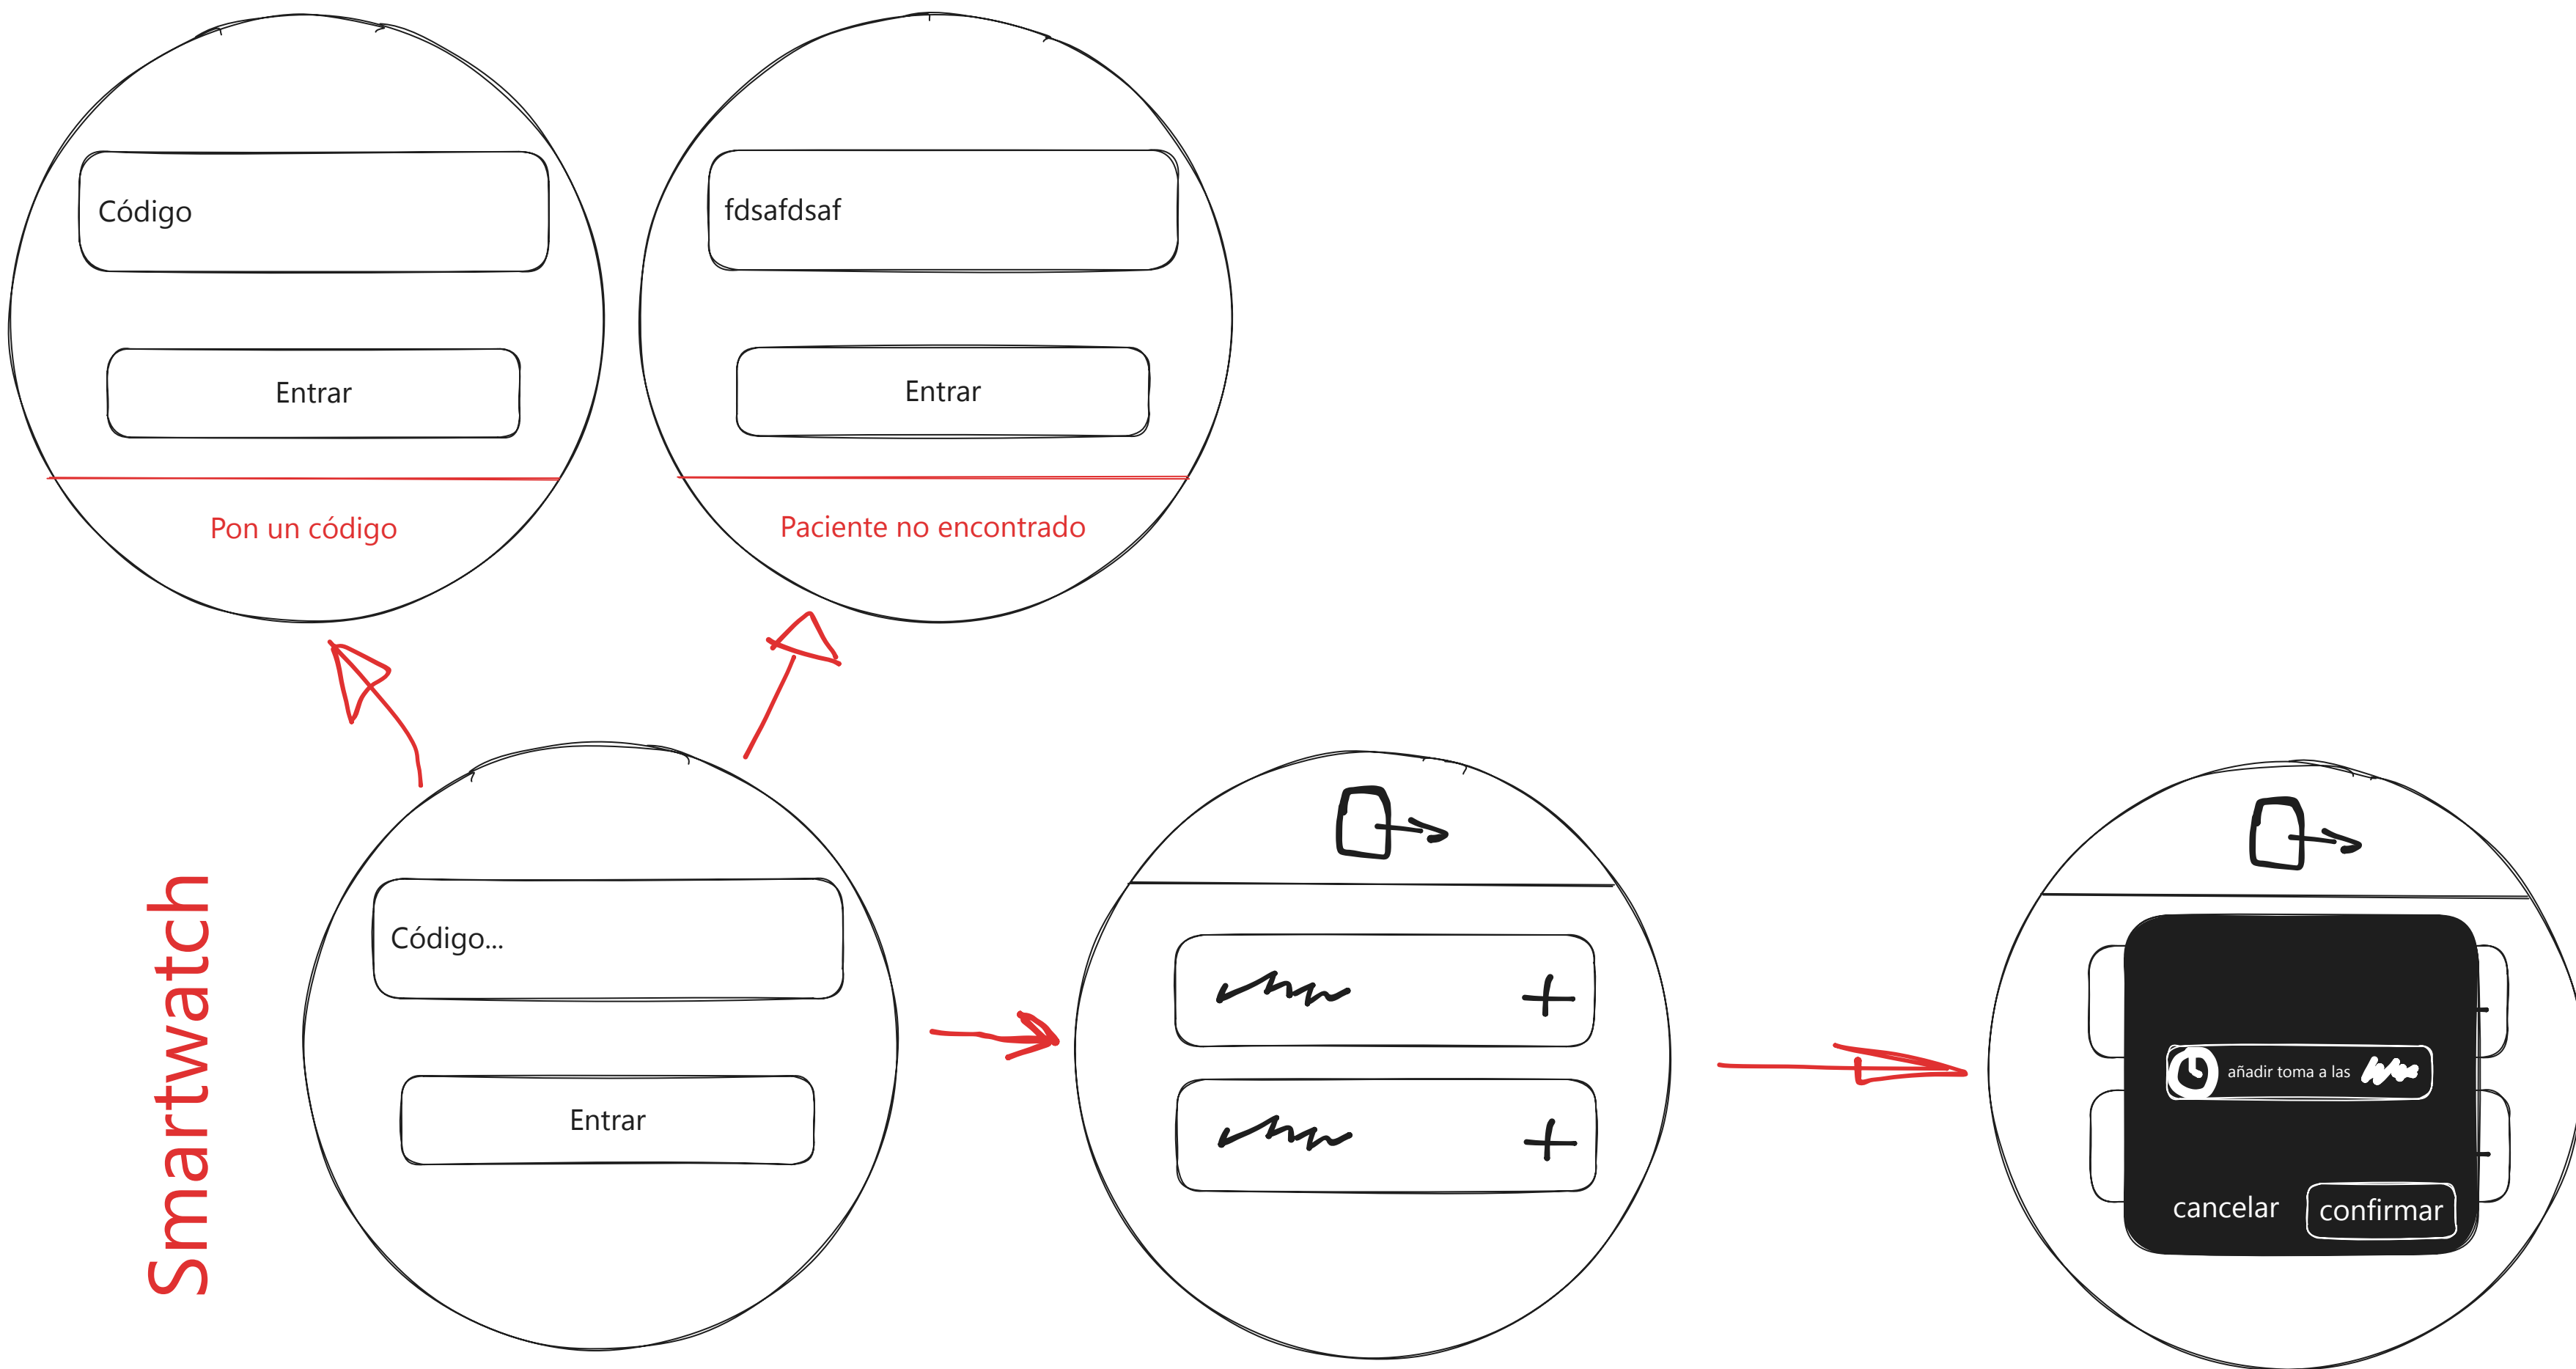 Código
Entrar
Pon un código
fdsafdsaf
Entrar
Paciente no encontrado
Smartwatch
Código...
Entrar
añadir toma a las
cancelar
confirmar